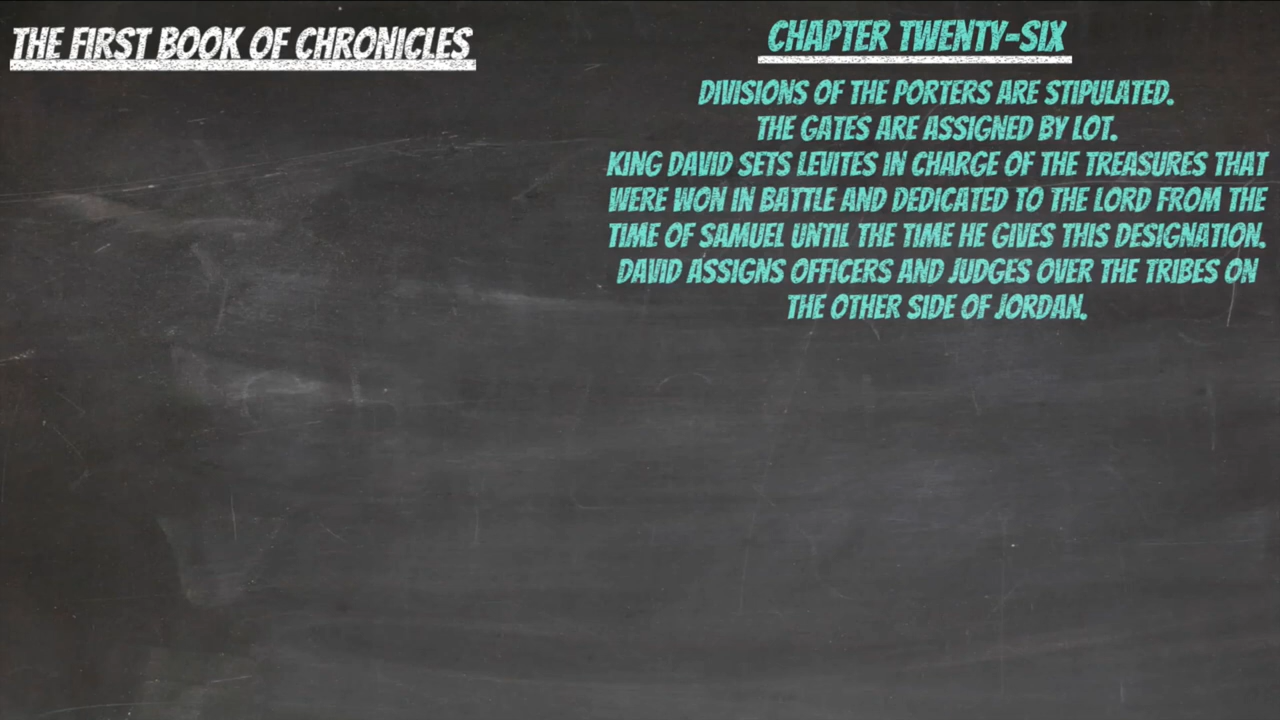 THE FIRST BOOK OF CHRONICLES
CHAPTER TWENTY-SIX
DIVISIONS OF THE PORTERS ARE STIPULATED.
THE GATES ARE ASSIGNED BY LOT.
KING DAVID SETS LEVITES IN CHARGE OF THE TREASURES THAT
WERE WON IN BATTLE AND DEDICATED TO THE LORD FROM THE
TIME OF SAMUEL UNTIL THE TIME HE GIVES THIS DESIGNATION.
DAVID ASSIGNS OFFICERS AND JUDGES OVER THE TRIBES ON
THE OTHER SIDE OF JORDAN.